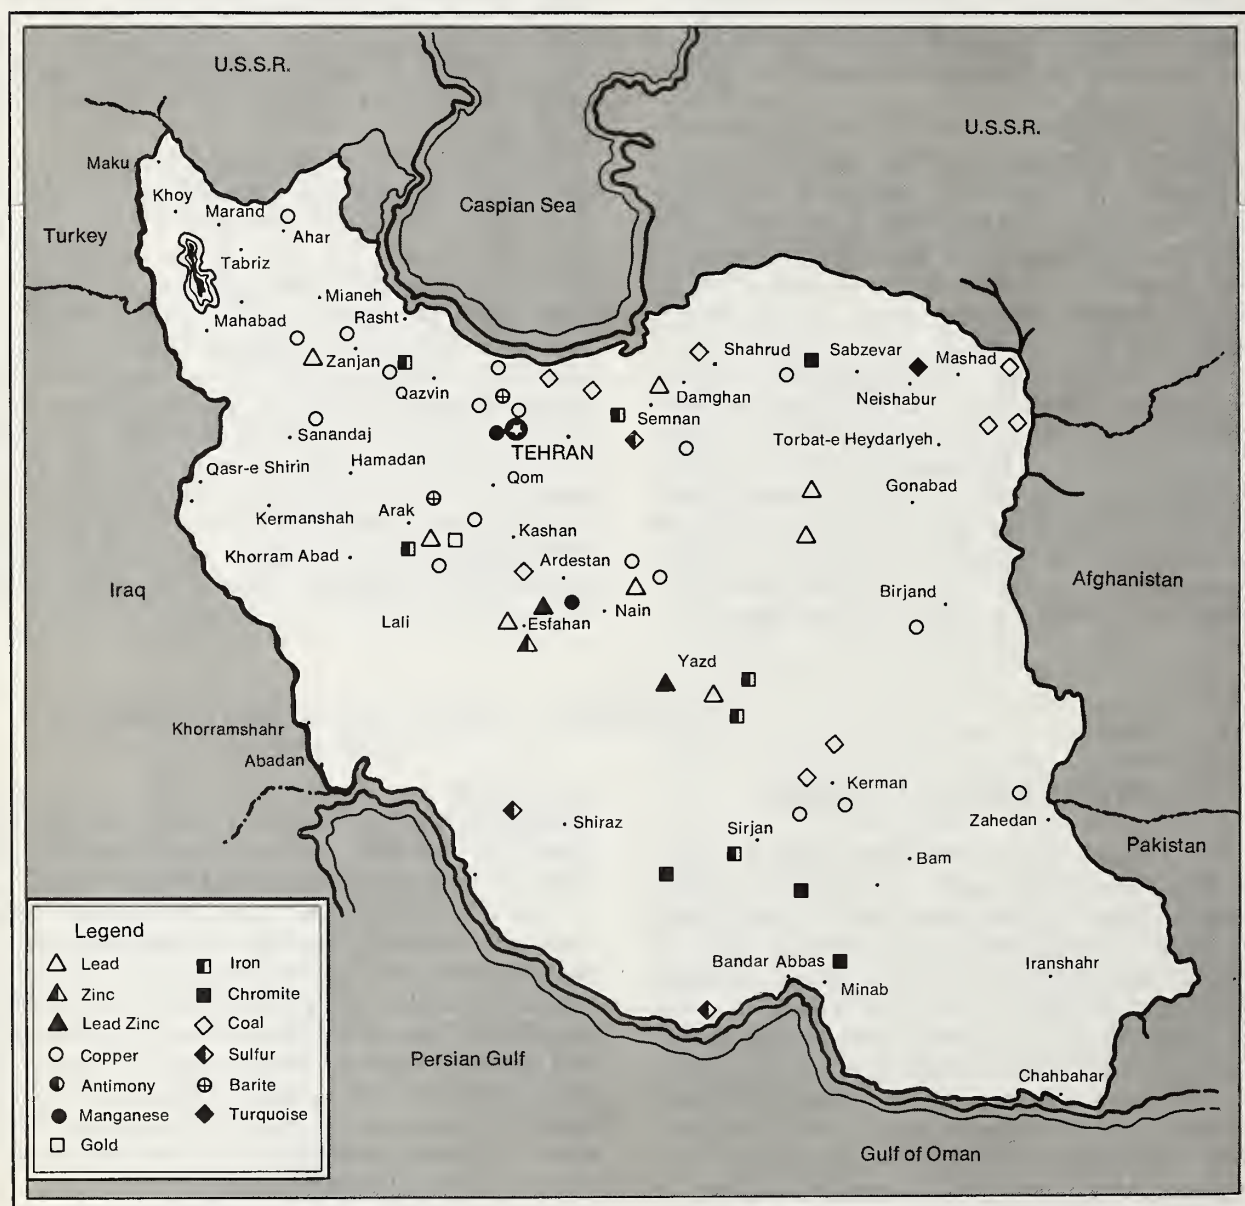 U.S.S.R.
U.S.S.R.
Maku
Khoy
Caspian Sea
Marand
Turkey
Ahar
Tabriz
Mianeh
Rasht
Mahabad
Shahrud
Sabzevar
Mashad
Zanjan
Qazvin
Damghan
Neishabur
Semnan
Sanandaj
Torbat-e Heydarlyeh
TEHRAN
Hamadan
Qasr-e Shirin
Qom
Gonabad
Arak
Kermanshah
Kashan
Khorram Abad
Ardestan
Afghanistan
Iraq
Birjand
Nain
Lali
Esfahan
Yazd
Khorramshahr
Abadan
Kerman
Zahedan
Shiraz
Sirjan
Pakistan
Bam
Bandar Abbas
Iranshahr
Minab
Persian Gulf
Chahbahar
Gulf of Oman
Legend
Lead
Zinc
Lead Zinc
Copper
Antimony
Manganese
Gold
Iron
Chromite
Coal
Sulfur
Barite
Turquoise